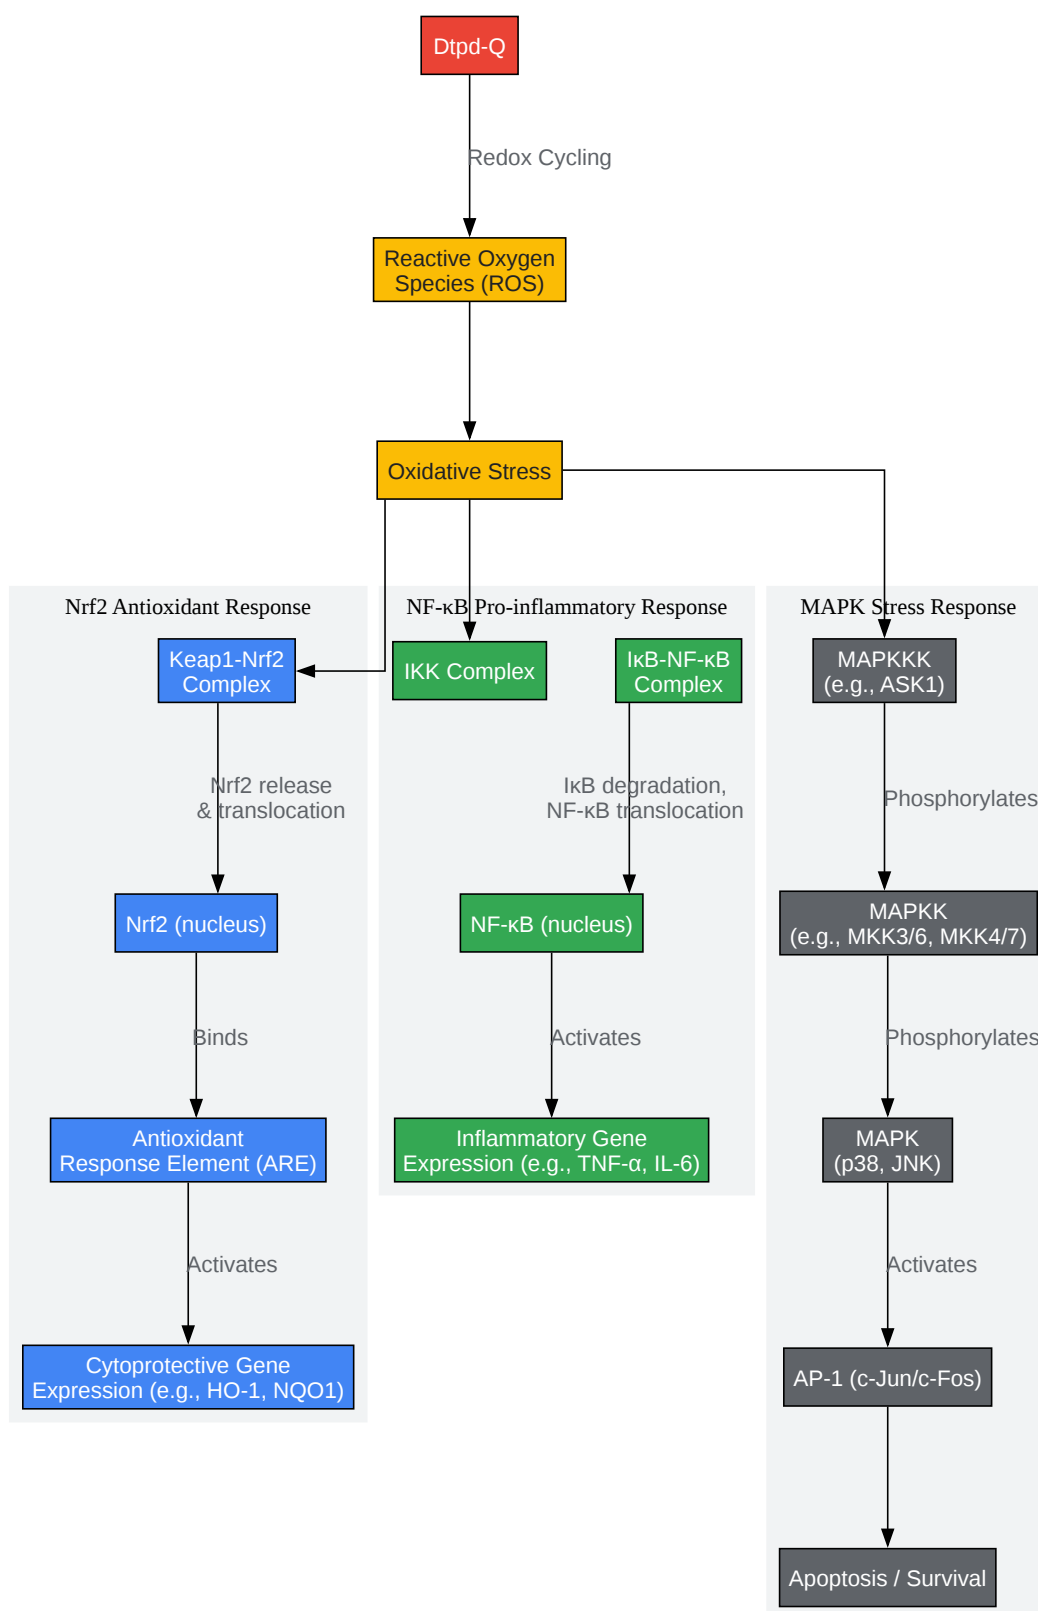 Dtpd-Q
Redox Cycling
Reactive Oxygen
Species (ROS)
Oxidative Stress
Nrf2 Antioxidant Response
Keap1-Nrf2
Complex
Nrf2 release
& translocation
Nrf2 (nucleus)
Binds
Antioxidant
Response Element (ARE)
Activates
Cytoprotective Gene
Expression (e.g., HO-1, NQO1)
NF-κB Pro-inflammatory Response
IKK Complex
IκB-NF-κB
Complex
IκB degradation,
NF-κB translocation
NF-κB (nucleus)
Activates
Inflammatory Gene
Expression (e.g., TNF-α, IL-6)
MAPK Stress Response
MAPKKK
(e.g., ASK1)
Phosphorylates
MAPKK
(e.g., MKK3/6, MKK4/7)
Phosphorylates
MAPK
(p38, JNK)
Activates
AP-1 (c-Jun/c-Fos)
Apoptosis / Survival